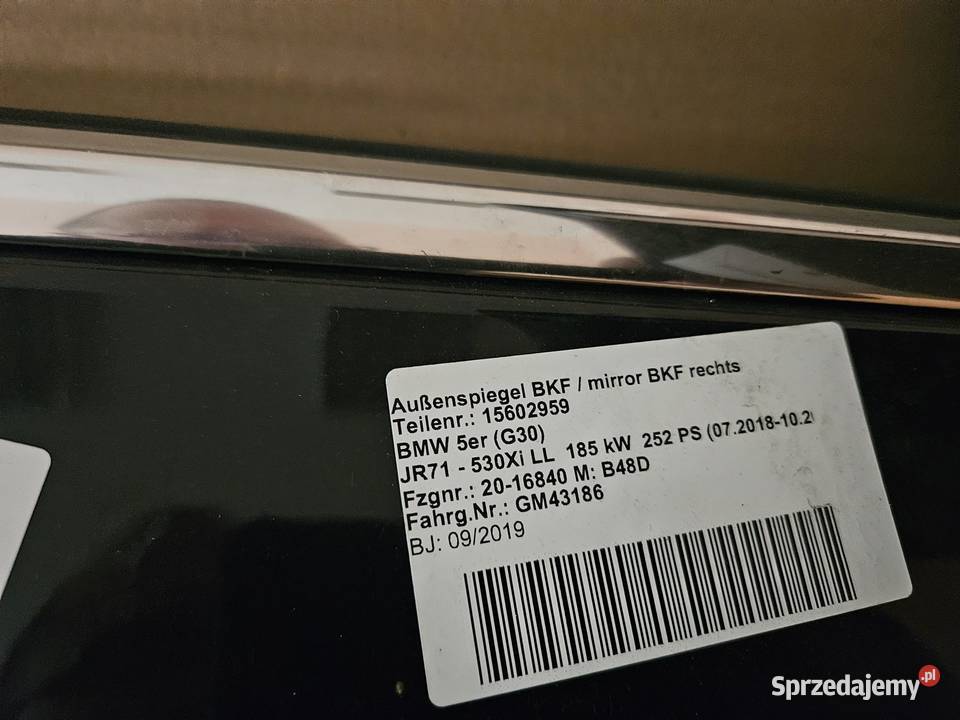 Außenspiegel BKF / mirror BKF rechts
Teilenr.: 15602959
BMW 5er (G30)
JR71 - 530Xi LL 185 kW 252 PS (07.2018-10.2
Fzgnr.: 20-16840 M: B48D
Fahrg.Nr.: GM43186
BJ: 09/2019
Sprzedajemy.pl